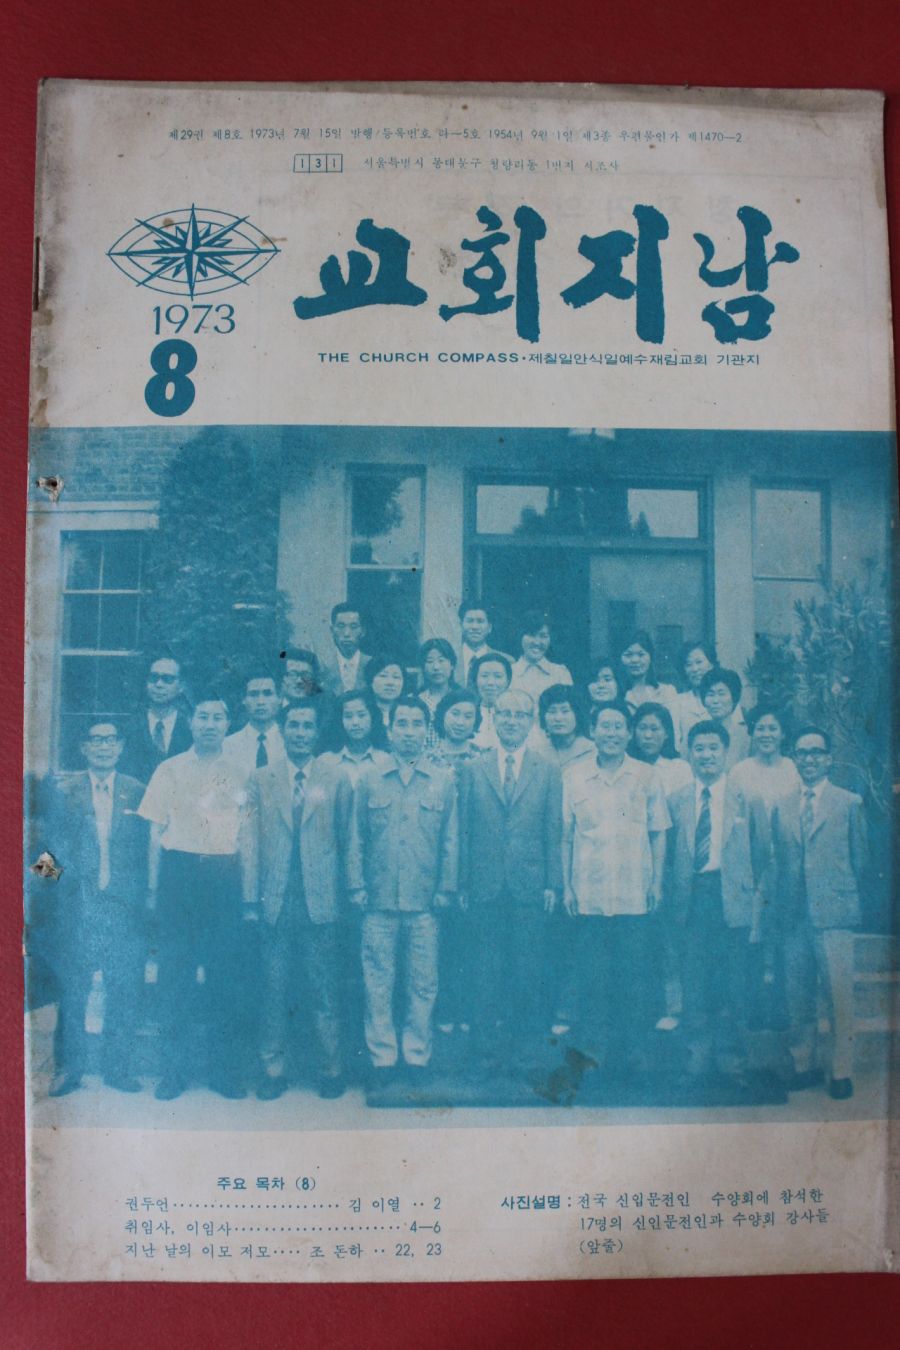 제29권 제8호 1973년 7월 15일 발행/등록번호 라—5호 1954년 9월 1일 제3종 우편물인가 제1470—2
131 서울특별시 동대문구 청량리동 1번지 시조사
교회지남
1973
8
THE CHURCH COMPASS·제칠일안식일예수재림교회 기관지
주요 목차 (8)
권두언······················ 김 이열 ·· 2
취임사, 이임사······················ 4—6
지난 날의 이모 저모···· 조 돈하 ·· 22, 23
사진설명 : 전국 신입문전인 수양회에 참석한
17명의 신인문전인과 수양회 강사들
(앞줄)